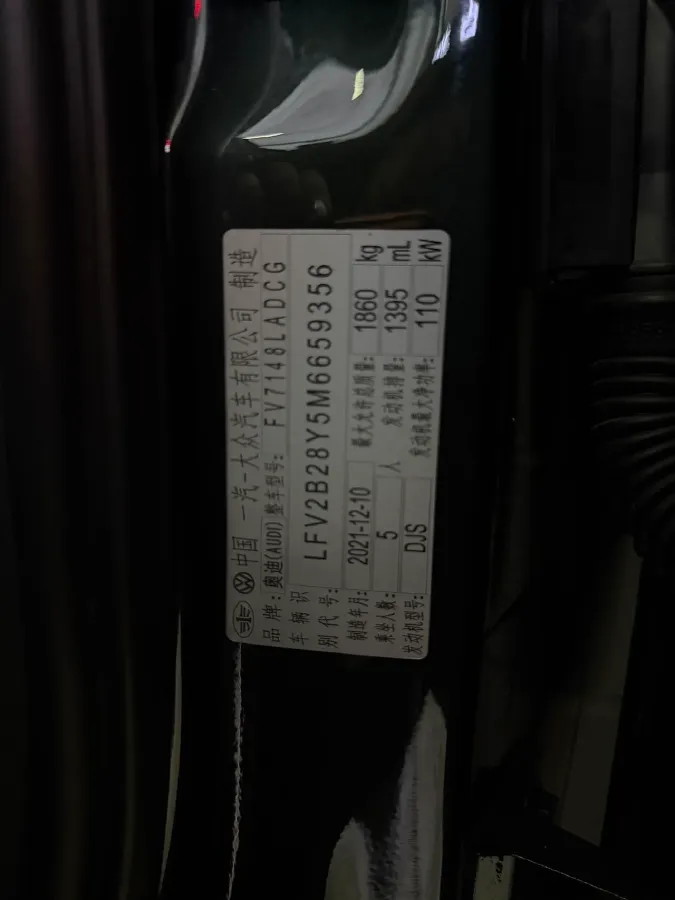 中国 一汽-大众汽车有限公司 制造
品牌: 奥迪(AUDI) 整车型号: FV7148LADCG
车辆识别代号: LFV2B28Y5M6659356
制造年月: 2021-12-10 最大允许总质量: 1860 kg
乘坐人数: 5 人 发动机排量: 1395 mL
发动机型号: DJS 发动机最大净功率: 110 kW